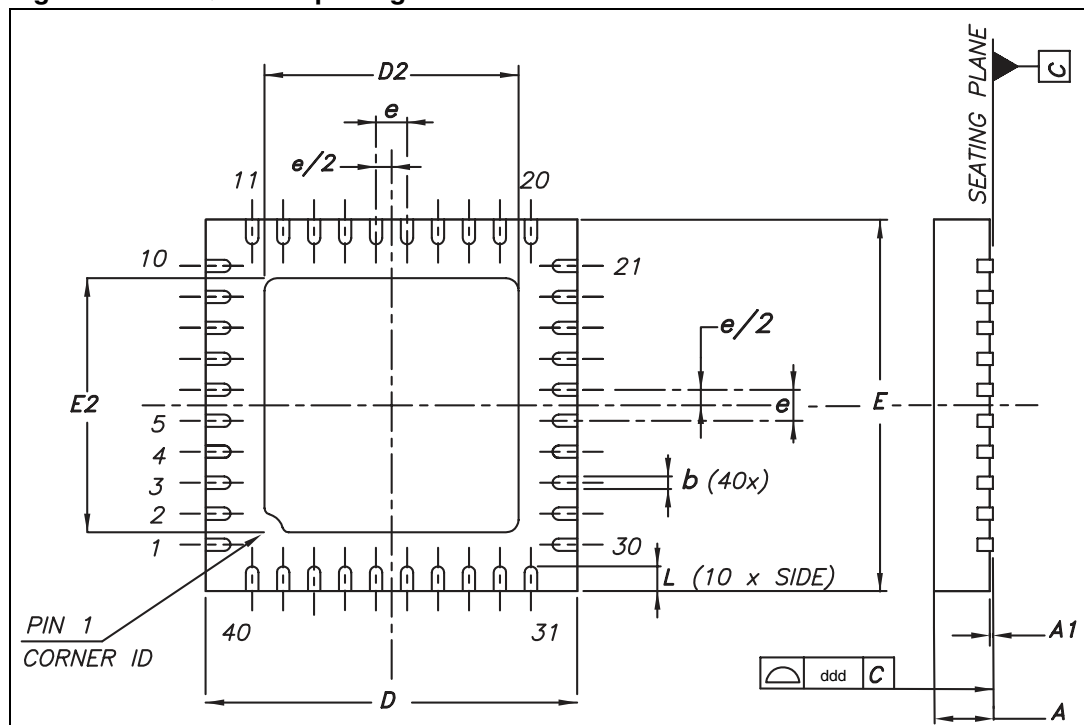 D2
SEATING PLANE
C
e
e/2
11
20
10
21
e/2
E2
e
E
5
4
3
b (40x)
2
1
30
L (10 x SIDE)
PIN 1
CORNER ID
40
31
A1
ddd C
D
A